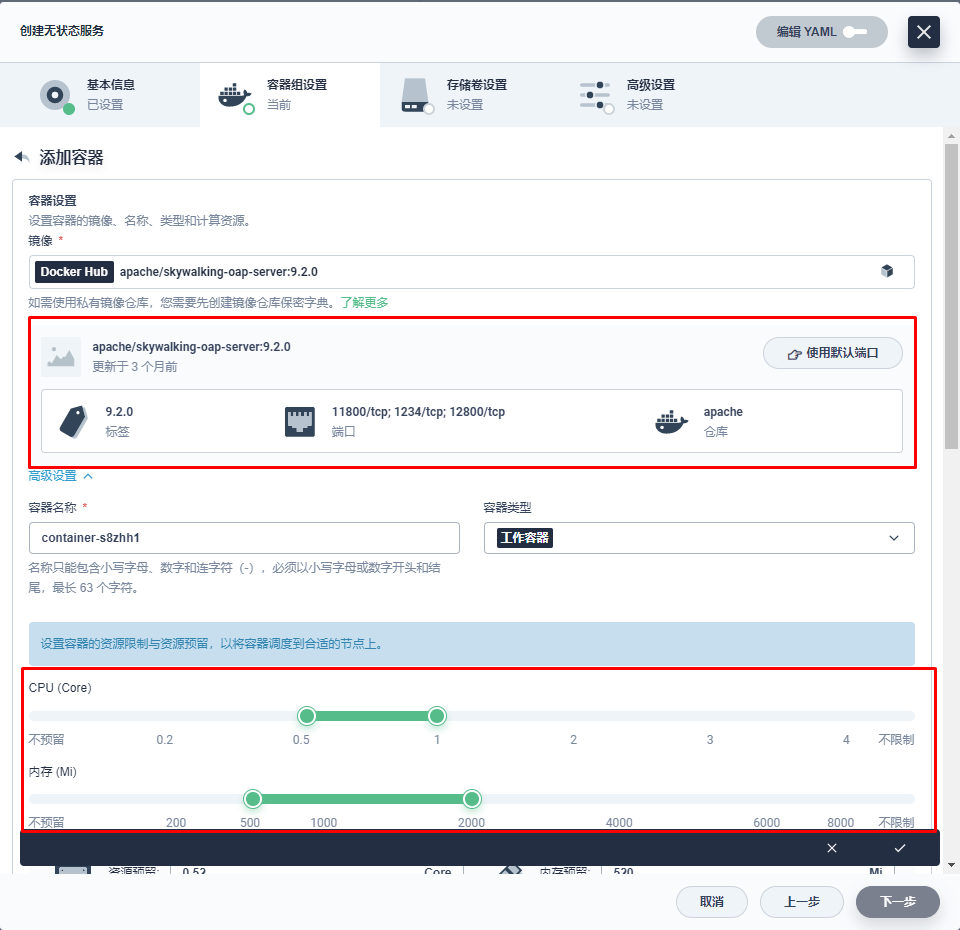 创建无状态服务
编辑 YAML
基本信息
已设置
容器组设置
当前
存储卷设置
未设置
高级设置
未设置
添加容器
容器设置
设置容器的镜像、名称、类型和计算资源。
镜像 *
Docker Hub apache/skywalking-oap-server:9.2.0
如需使用私有镜像仓库，您需要先创建镜像仓库保密字典。了解更多
apache/skywalking-oap-server:9.2.0
更新于 3 个月前
使用默认端口
9.2.0
标签
11800/tcp; 1234/tcp; 12800/tcp
端口
apache
仓库
高级设置
容器名称 *
container-s8zhh1
名称只能包含小写字母、数字和连字符（-），必须以小写字母或数字开头和结
尾，最长 63 个字符。
容器类型
工作容器
设置容器的资源限制与资源预留，以将容器调度到合适的节点上。
CPU (Core)
不预留 0.2 0.5 1 2 3 4 不限制
内存 (Mi)
不预留 200 500 1000 2000 4000 6000 8000 不限制
资源预留: 0.53 Core 内存预留: 530 Mi
取消 上一步 下一步